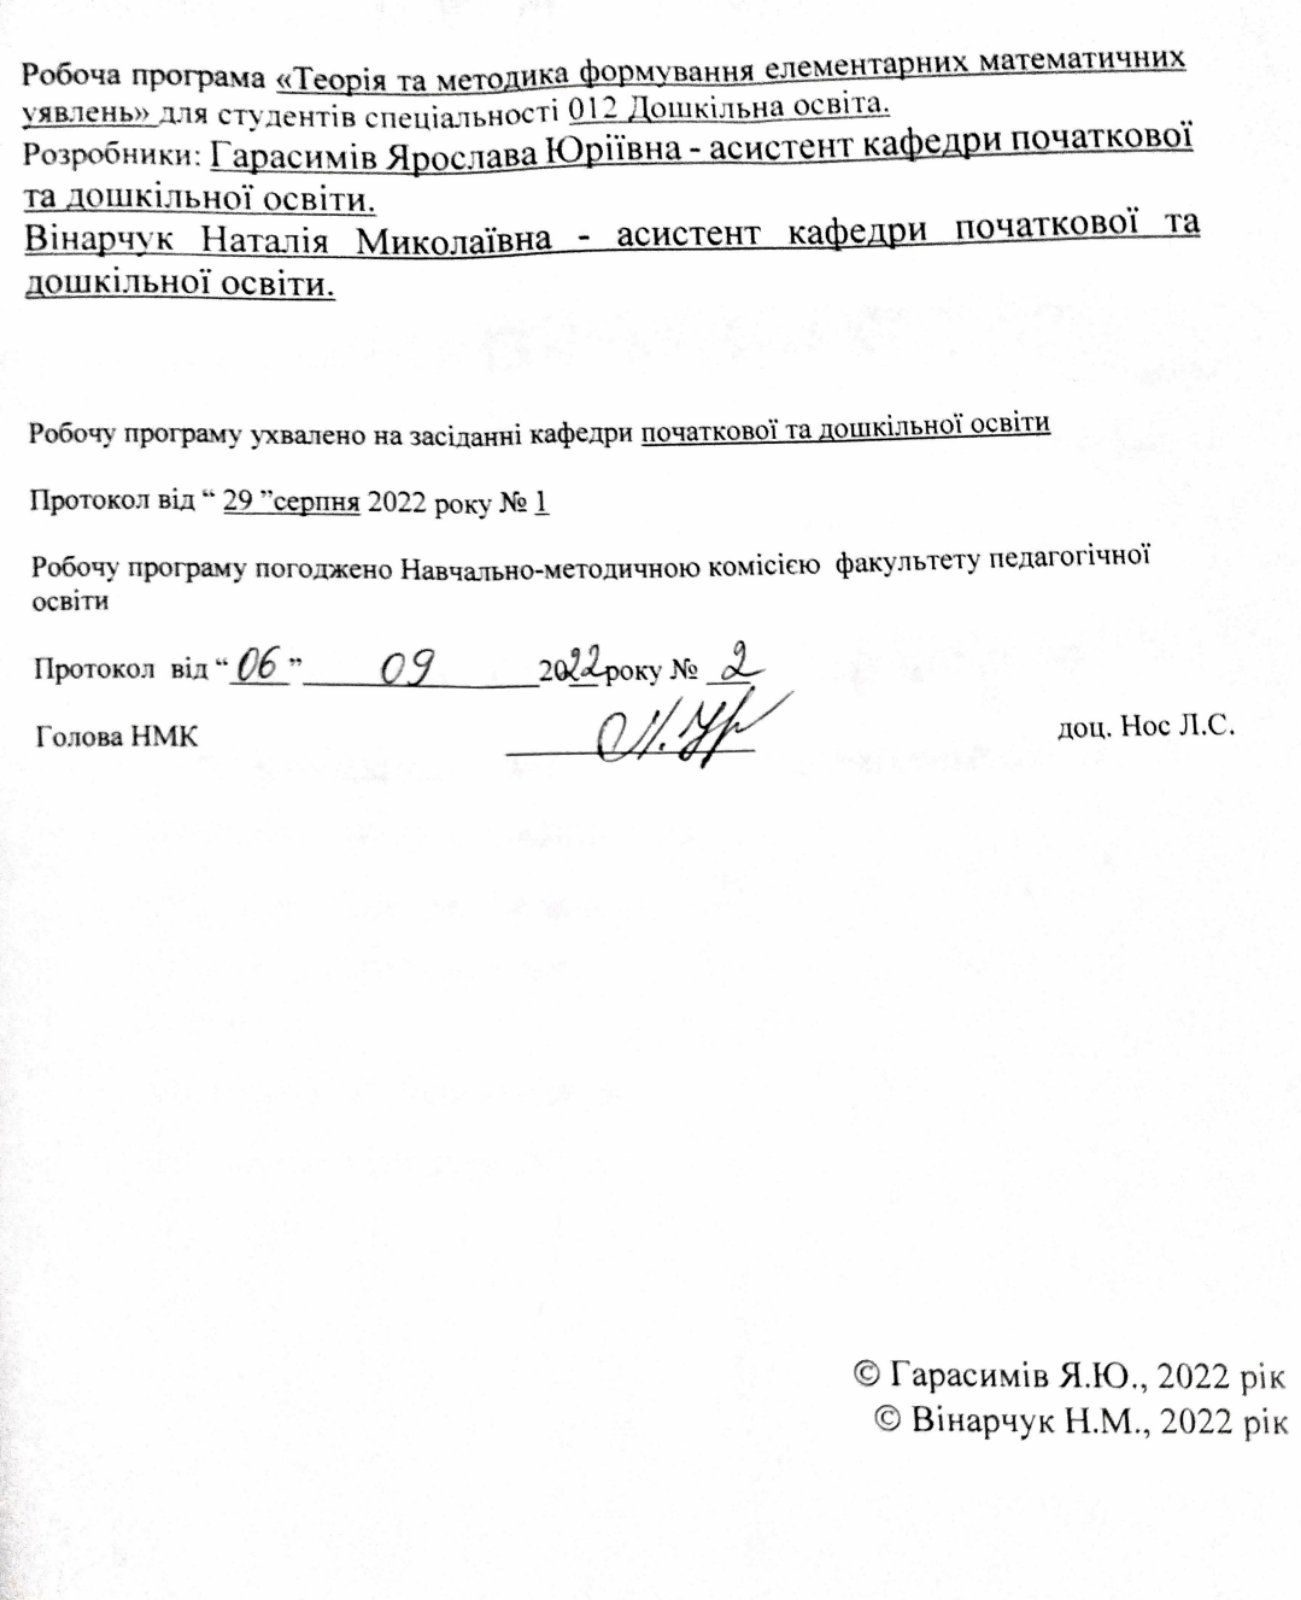 Робоча програма «Теорія та методика формування елементарних математичних
уявлень» для студентів спеціальності 012 Дошкільна освіта.
Розробники: Гарасимів Ярослава Юріївна - асистент кафедри початкової
та дошкільної освіти.
Вінарчук Наталія Миколаївна - асистент кафедри початкової та
дошкільної освіти.
Робочу програму ухвалено на засіданні кафедри початкової та дошкільної освіти
Протокол від “ 29 ”серпня 2022 року № 1
Робочу програму погоджено Навчально-методичною комісією факультету педагогічної
освіти
Протокол від “06” 09 2022 року № 2
Голова НМК доц. Нос Л.С.
© Гарасимів Я.Ю., 2022 рік
© Вінарчук Н.М., 2022 рік